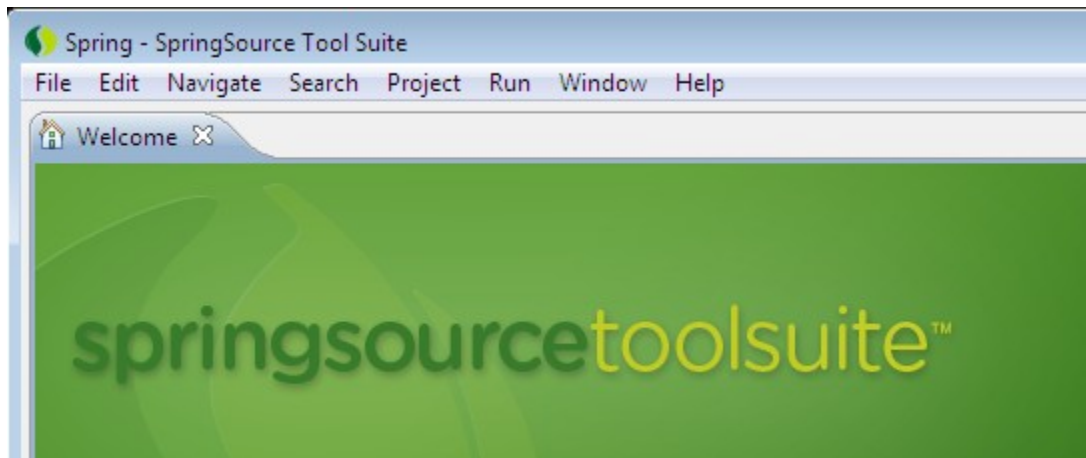 Spring - SpringSource Tool Suite
File Edit Navigate Search Project Run Window Help
Welcome
springsourcetoolsuite™